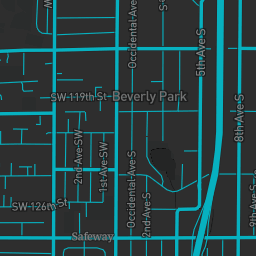 Occidental Ave S
5th Ave S
8th Ave S
SW 119th St
Beverly Park
2nd Ave SW
1st Ave SW
Occidental Ave S
2nd Ave S
SW 126th St
Safeway